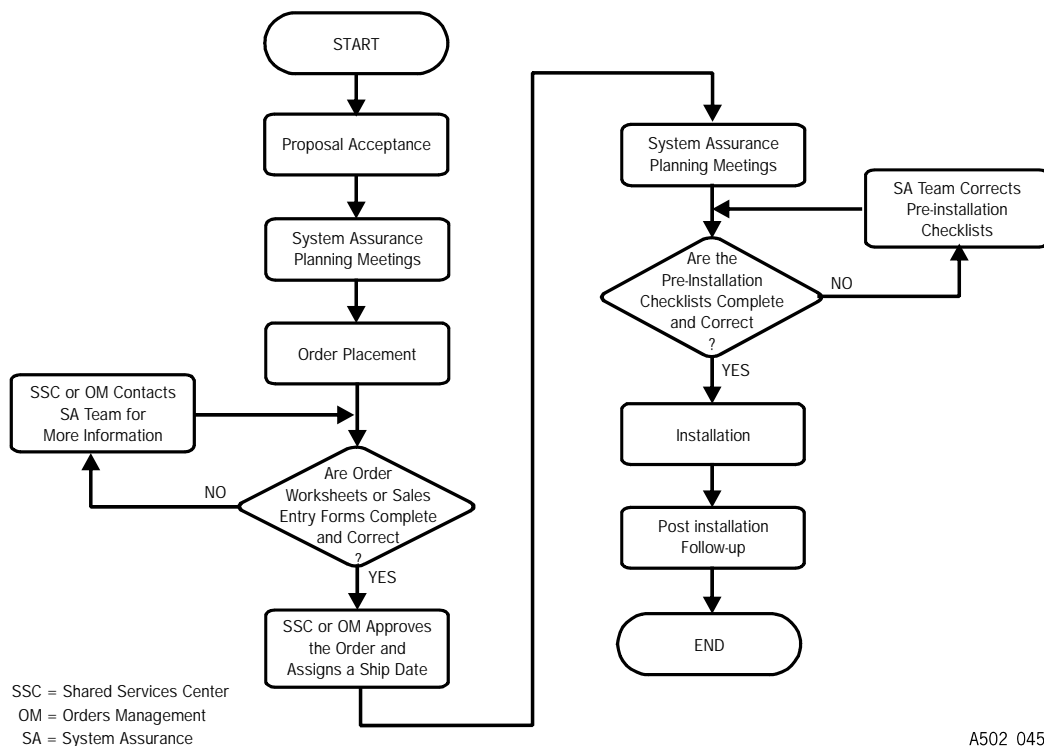 START
Proposal Acceptance
System Assurance
Planning Meetings
Order Placement
SSC or OM Contacts
SA Team for
More Information
Are Order
Worksheets or Sales
Entry Forms Complete
and Correct
?
NO
YES
SSC or OM Approves
the Order and
Assigns a Ship Date
System Assurance
Planning Meetings
SA Team Corrects
Pre-installation
Checklists
Are the
Pre-Installation
Checklists Complete
and Correct
?
NO
YES
Installation
Post installation
Follow-up
END
SSC = Shared Services Center
OM = Orders Management
SA = System Assurance
A502 045